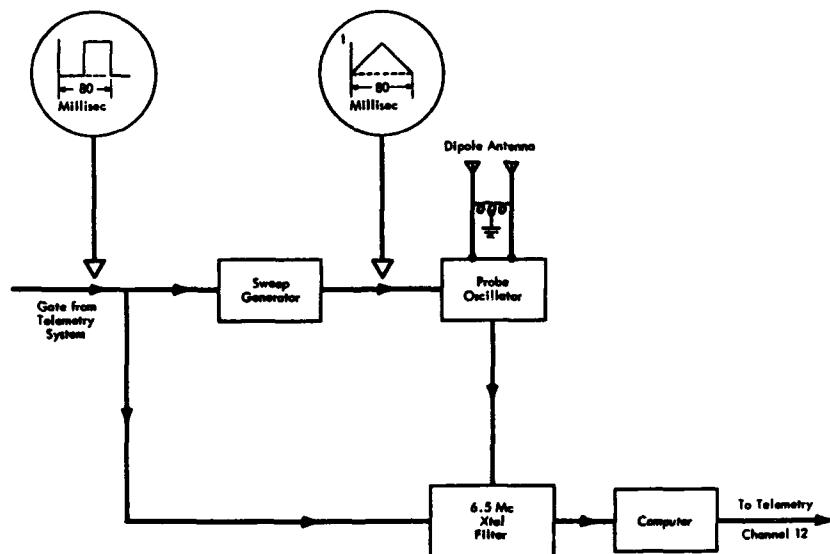 80
Millisec
1
80
Millisec
Dipole Antenna
Sweep
Generator
Probe
Oscillator
Gate from
Telemetry
System
6.5 Mc
Xtal
Filter
Computer
To Telemetry
Channel 12